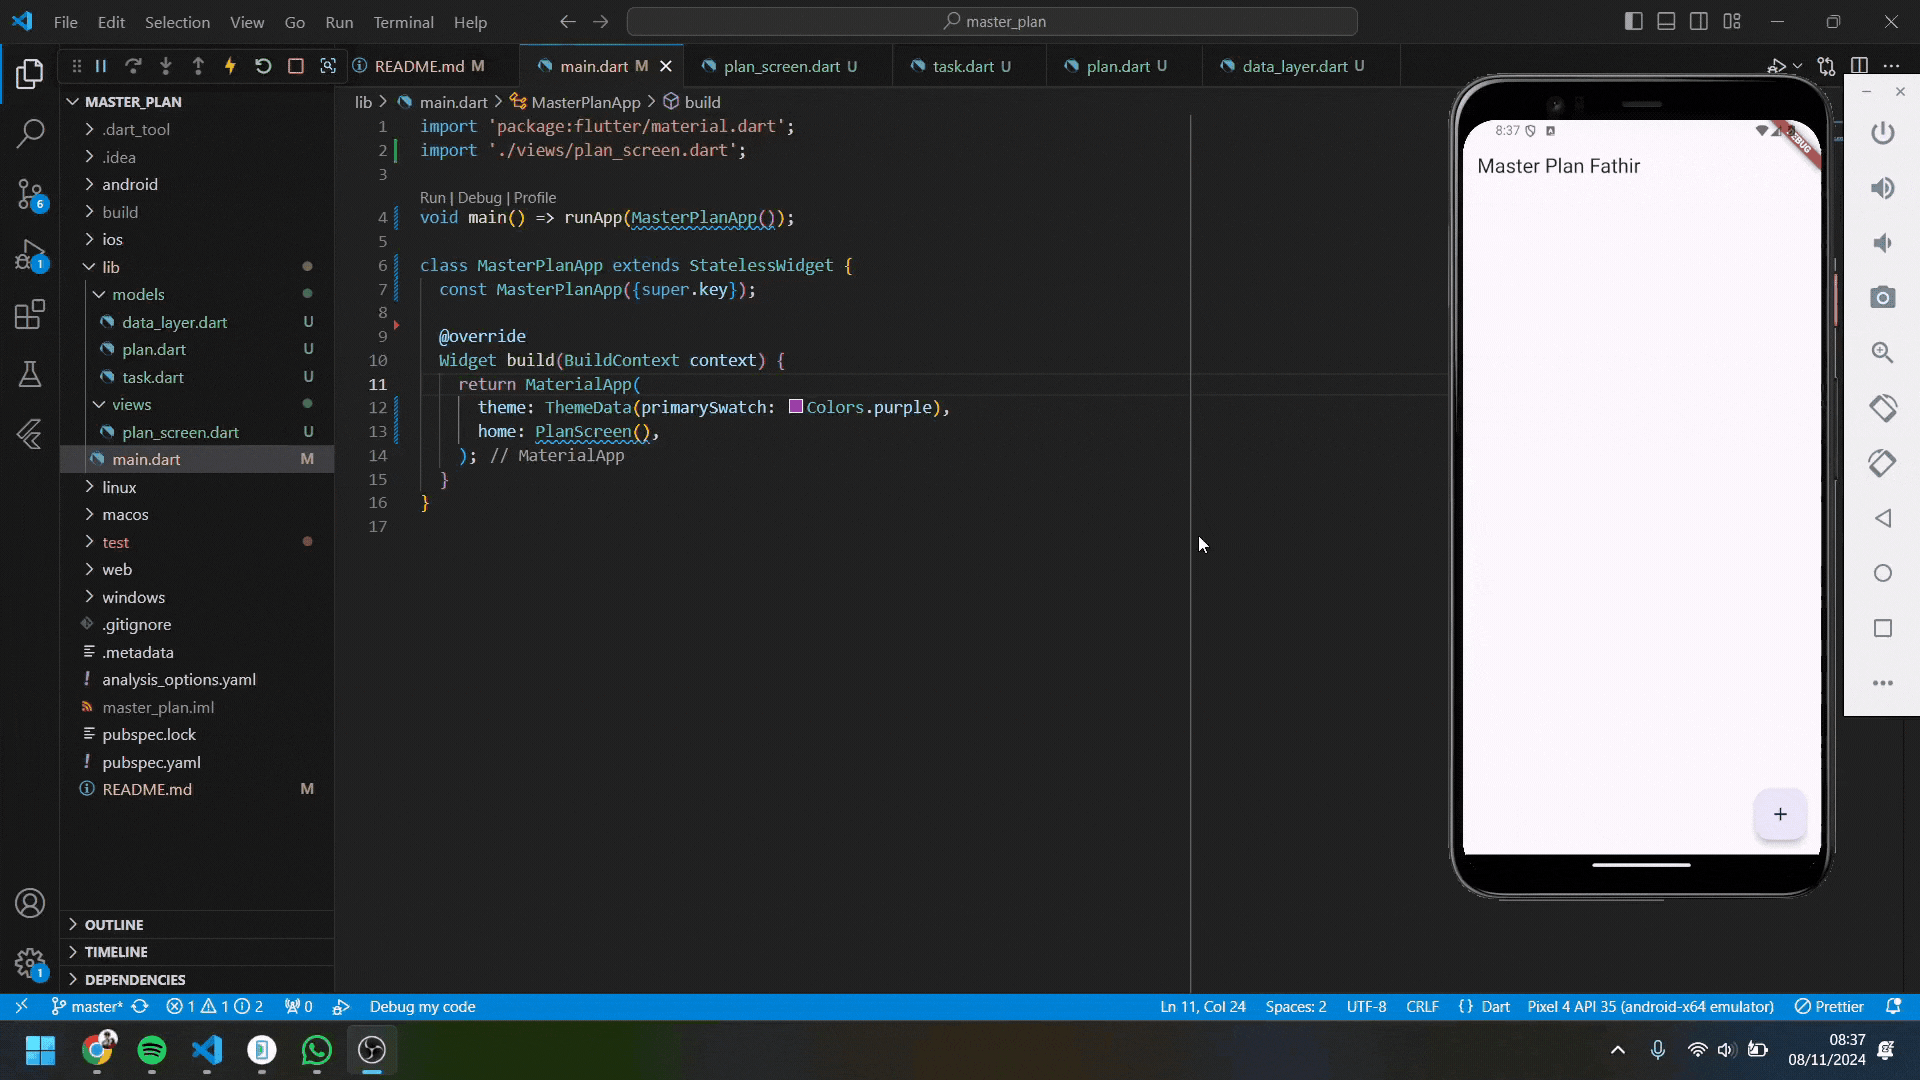 File Edit Selection View Go Run Terminal Help
master_plan
README.md M
main.dart M
plan_screen.dart U
task.dart U
plan.dart U
data_layer.dart U
MASTER_PLAN
.dart_tool
.idea
android
build
ios
lib
models
data_layer.dart U
plan.dart U
task.dart U
views
plan_screen.dart U
main.dart M
linux
macos
test
web
windows
.gitignore
.metadata
analysis_options.yaml
master_plan.iml
pubspec.lock
pubspec.yaml
README.md M
OUTLINE
TIMELINE
DEPENDENCIES
6
1
1
lib > main.dart > MasterPlanApp > build
1 import 'package:flutter/material.dart';
2 import './views/plan_screen.dart';
3
Run | Debug | Profile
4 void main() => runApp(MasterPlanApp());
5
6 class MasterPlanApp extends StatelessWidget {
7 const MasterPlanApp({super.key});
8
9 @override
10 Widget build(BuildContext context) {
11 return MaterialApp(
12 theme: ThemeData(primarySwatch: Colors.purple),
13 home: PlanScreen(),
14 ); // MaterialApp
15 }
16 }
17
8:37
DEBUG
Master Plan Fathir
+
master* 1 1 2 0 Debug my code
Ln 11, Col 24 Spaces: 2 UTF-8 CRLF {} Dart Pixel 4 API 35 (android-x64 emulator) Prettier
08:37
08/11/2024